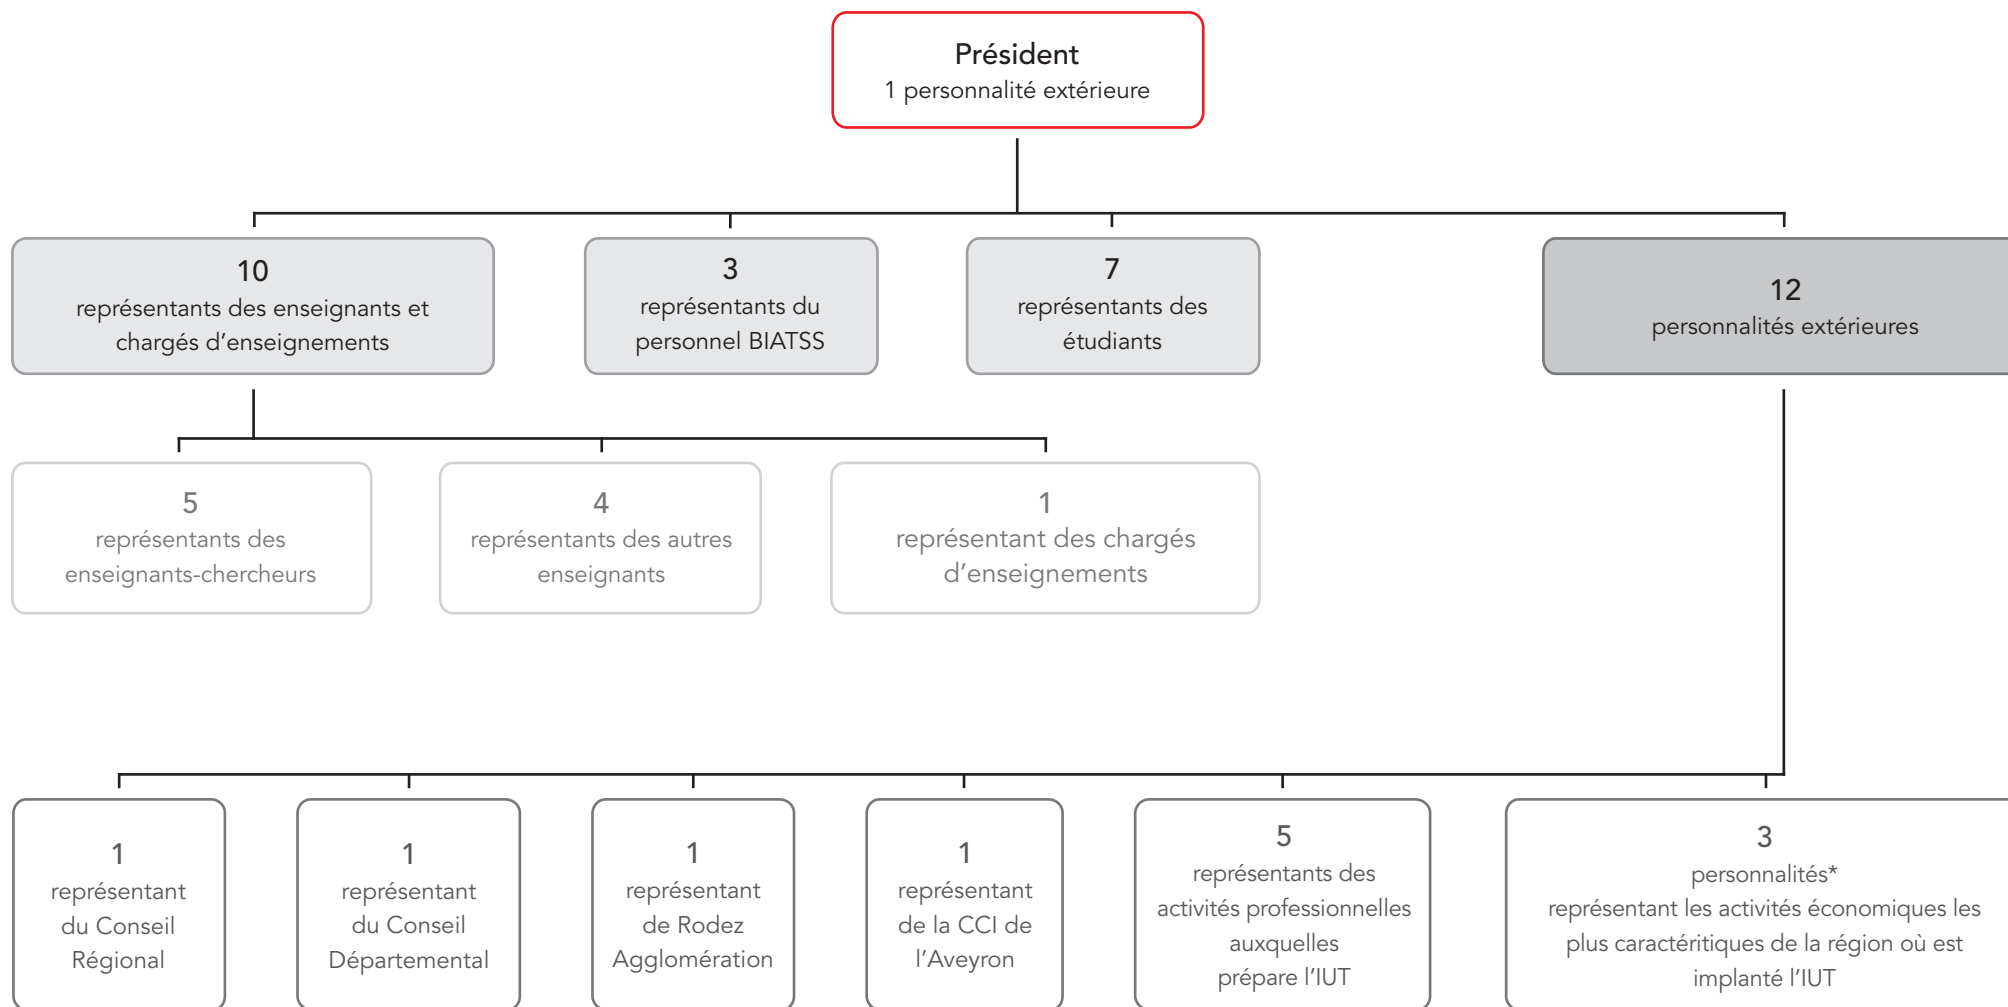 Président
1 personnalité extérieure
10
représentants des enseignants et
chargés d’enseignements
3
représentants du
personnel BIATSS
7
représentants des
étudiants
12
personnalités extérieures
5
représentants des
enseignants-chercheurs
4
représentants des autres
enseignants
1
représentant des chargés
d’enseignements
1
représentant
du Conseil
Régional
1
représentant
du Conseil
Départemental
1
représentant
de Rodez
Agglomération
1
représentant
de la CCI de
l’Aveyron
5
représentants des
activités professionnelles
auxquelles
prépare l’IUT
3
personnalités*
représentant les activités économiques les
plus caractéritiques de la région où est
implanté l’IUT